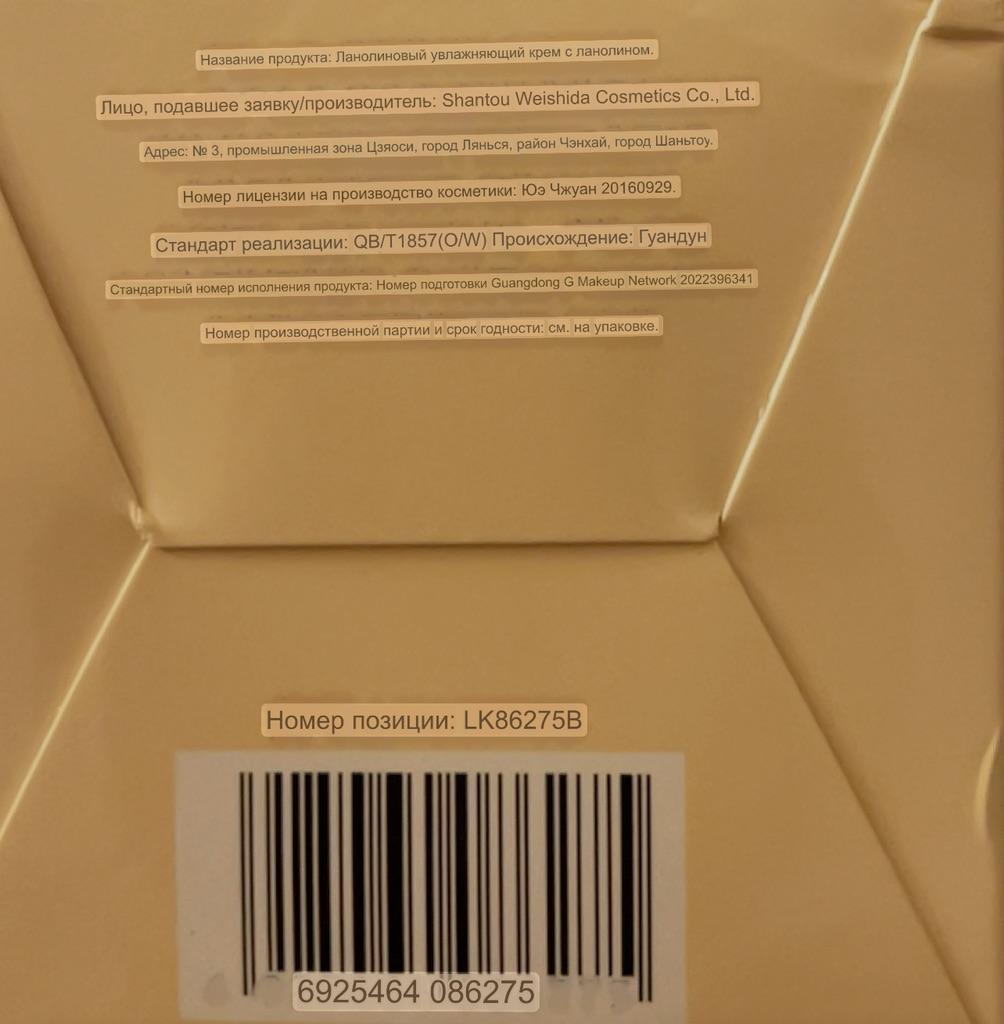 Название продукта: Ланолиновый увлажняющий крем с ланолином.
Лицо, подавшее заявку/производитель: Shantou Weishida Cosmetics Co., Ltd.
Адрес: № 3, промышленная зона Цзяоси, город Лянься, район Чэнхай, город Шаньтоу.
Номер лицензии на производство косметики: Юэ Чжуан 20160929.
Стандарт реализации: QB/T1857(O/W) Происхождение: Гуандун
Стандартный номер исполнения продукта: Номер подготовки Guangdong G Makeup Network 2022396341
Номер производственной партии и срок годности: см. на упаковке.
Номер позиции: LK86275B
6925464 086275